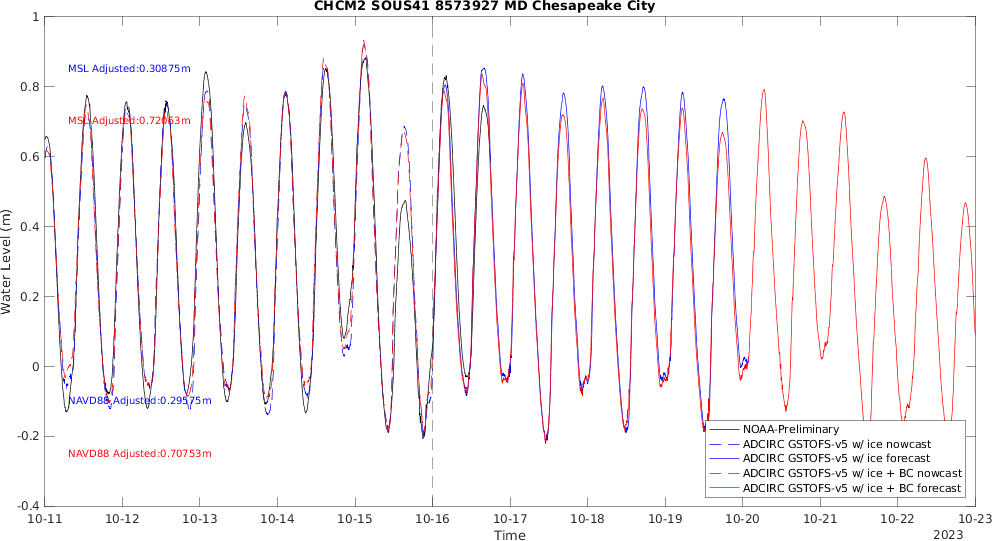 CHCM2 SOUS41 8573927 MD Chesapeake City
1
0.8
0.6
0.4
0.2
0
-0.2
-0.4
Water Level (m)
MSL Adjusted:0.30875m
MSL Adjusted:0.72063m
NAVD88 Adjusted:0.29575m
NAVD88 Adjusted:0.70753m
NOAA-Preliminary
ADCIRC GSTOFS-v5 w/ ice nowcast
ADCIRC GSTOFS-v5 w/ ice forecast
ADCIRC GSTOFS-v5 w/ ice + BC nowcast
ADCIRC GSTOFS-v5 w/ ice + BC forecast
10-11 10-12 10-13 10-14 10-15 10-16 10-17 10-18 10-19 10-20 10-21 10-22 10-23
Time
2023